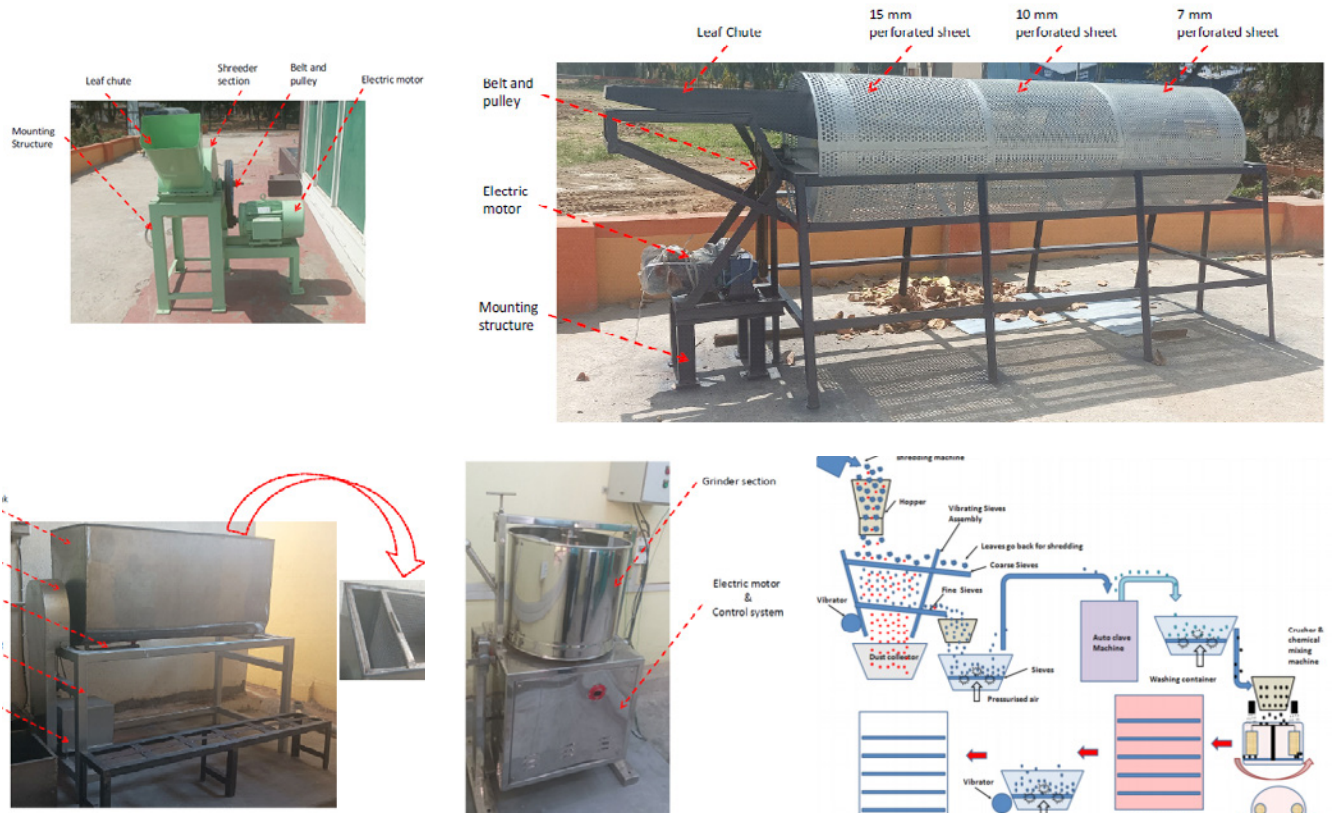 Leaf chute
Shreeder
section
Belt and
pulley
Electric motor
Mounting
Structure
Leaf Chute
15 mm
perforated sheet
10 mm
perforated sheet
7 mm
perforated sheet
Belt and
pulley
Electric
motor
Mounting
structure
Grinder section
Electric motor
&
Control system
shredding machine
Hopper
Vibrating Sieves
Assembly
Leaves go back for shredding
Coarse Sieves
Fine Sieves
Vibrator
Dust collector
Sieves
Pressurised air
Auto clave
Machine
Washing container
Crusher &
chemical
mixing
machine
Vibrator